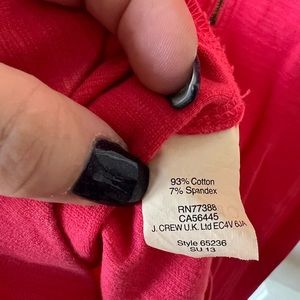 93% Cotton
7% Spandex
RN77388
CA56445
J. CREW U.K. Ltd EC4V 6JA
Style 65236
SU 13